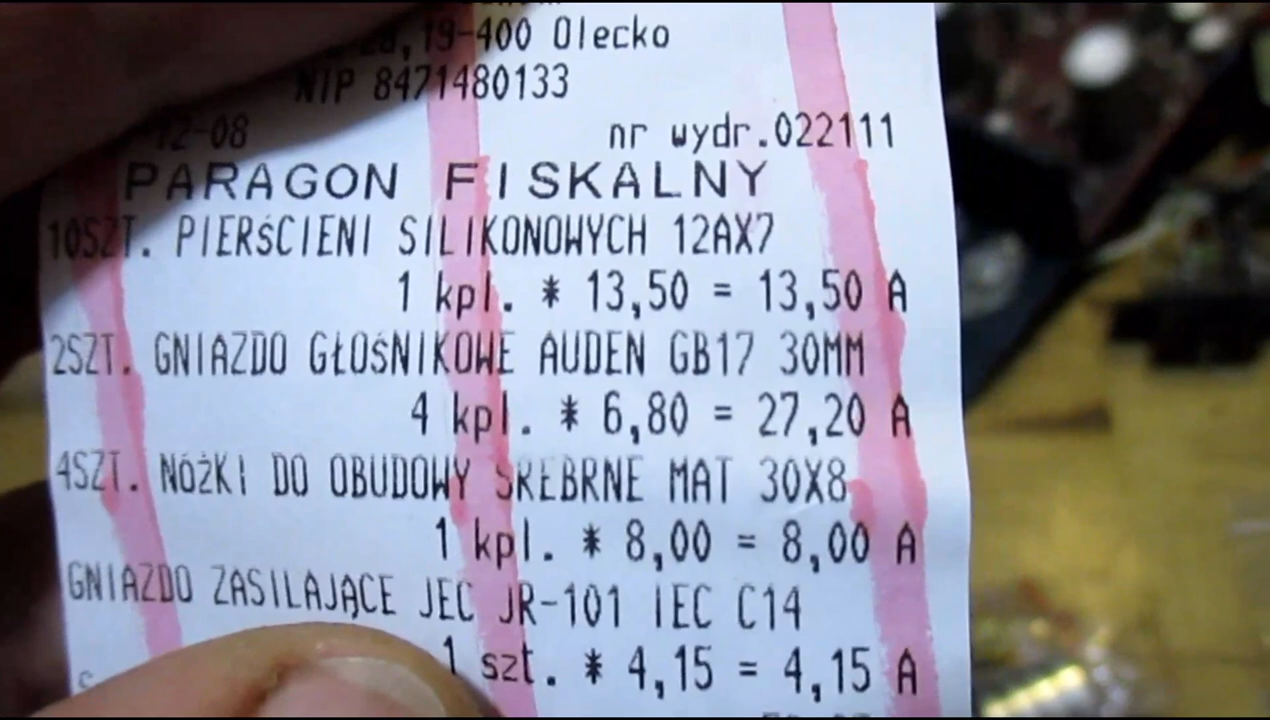 19-400 Olecko
NIP 8471480133
12-08 nr wydr.022111
PARAGON FISKALNY
10SZT. PIERŚCIENI SILIKONOWYCH 12AX7
1 kpl. * 13,50 = 13,50 A
2SZT. GNIAZDO GŁOŚNIKOWE AUDEN GB17 30MM
4 kpl. * 6,80 = 27,20 A
4SZT. NÓŻKI DO OBUDOWY SREBRNE MAT 30X8
1 kpl. * 8,00 = 8,00 A
GNIAZDO ZASILAJĄCE JEC JR-101 IEC C14
1 szt. * 4,15 = 4,15 A